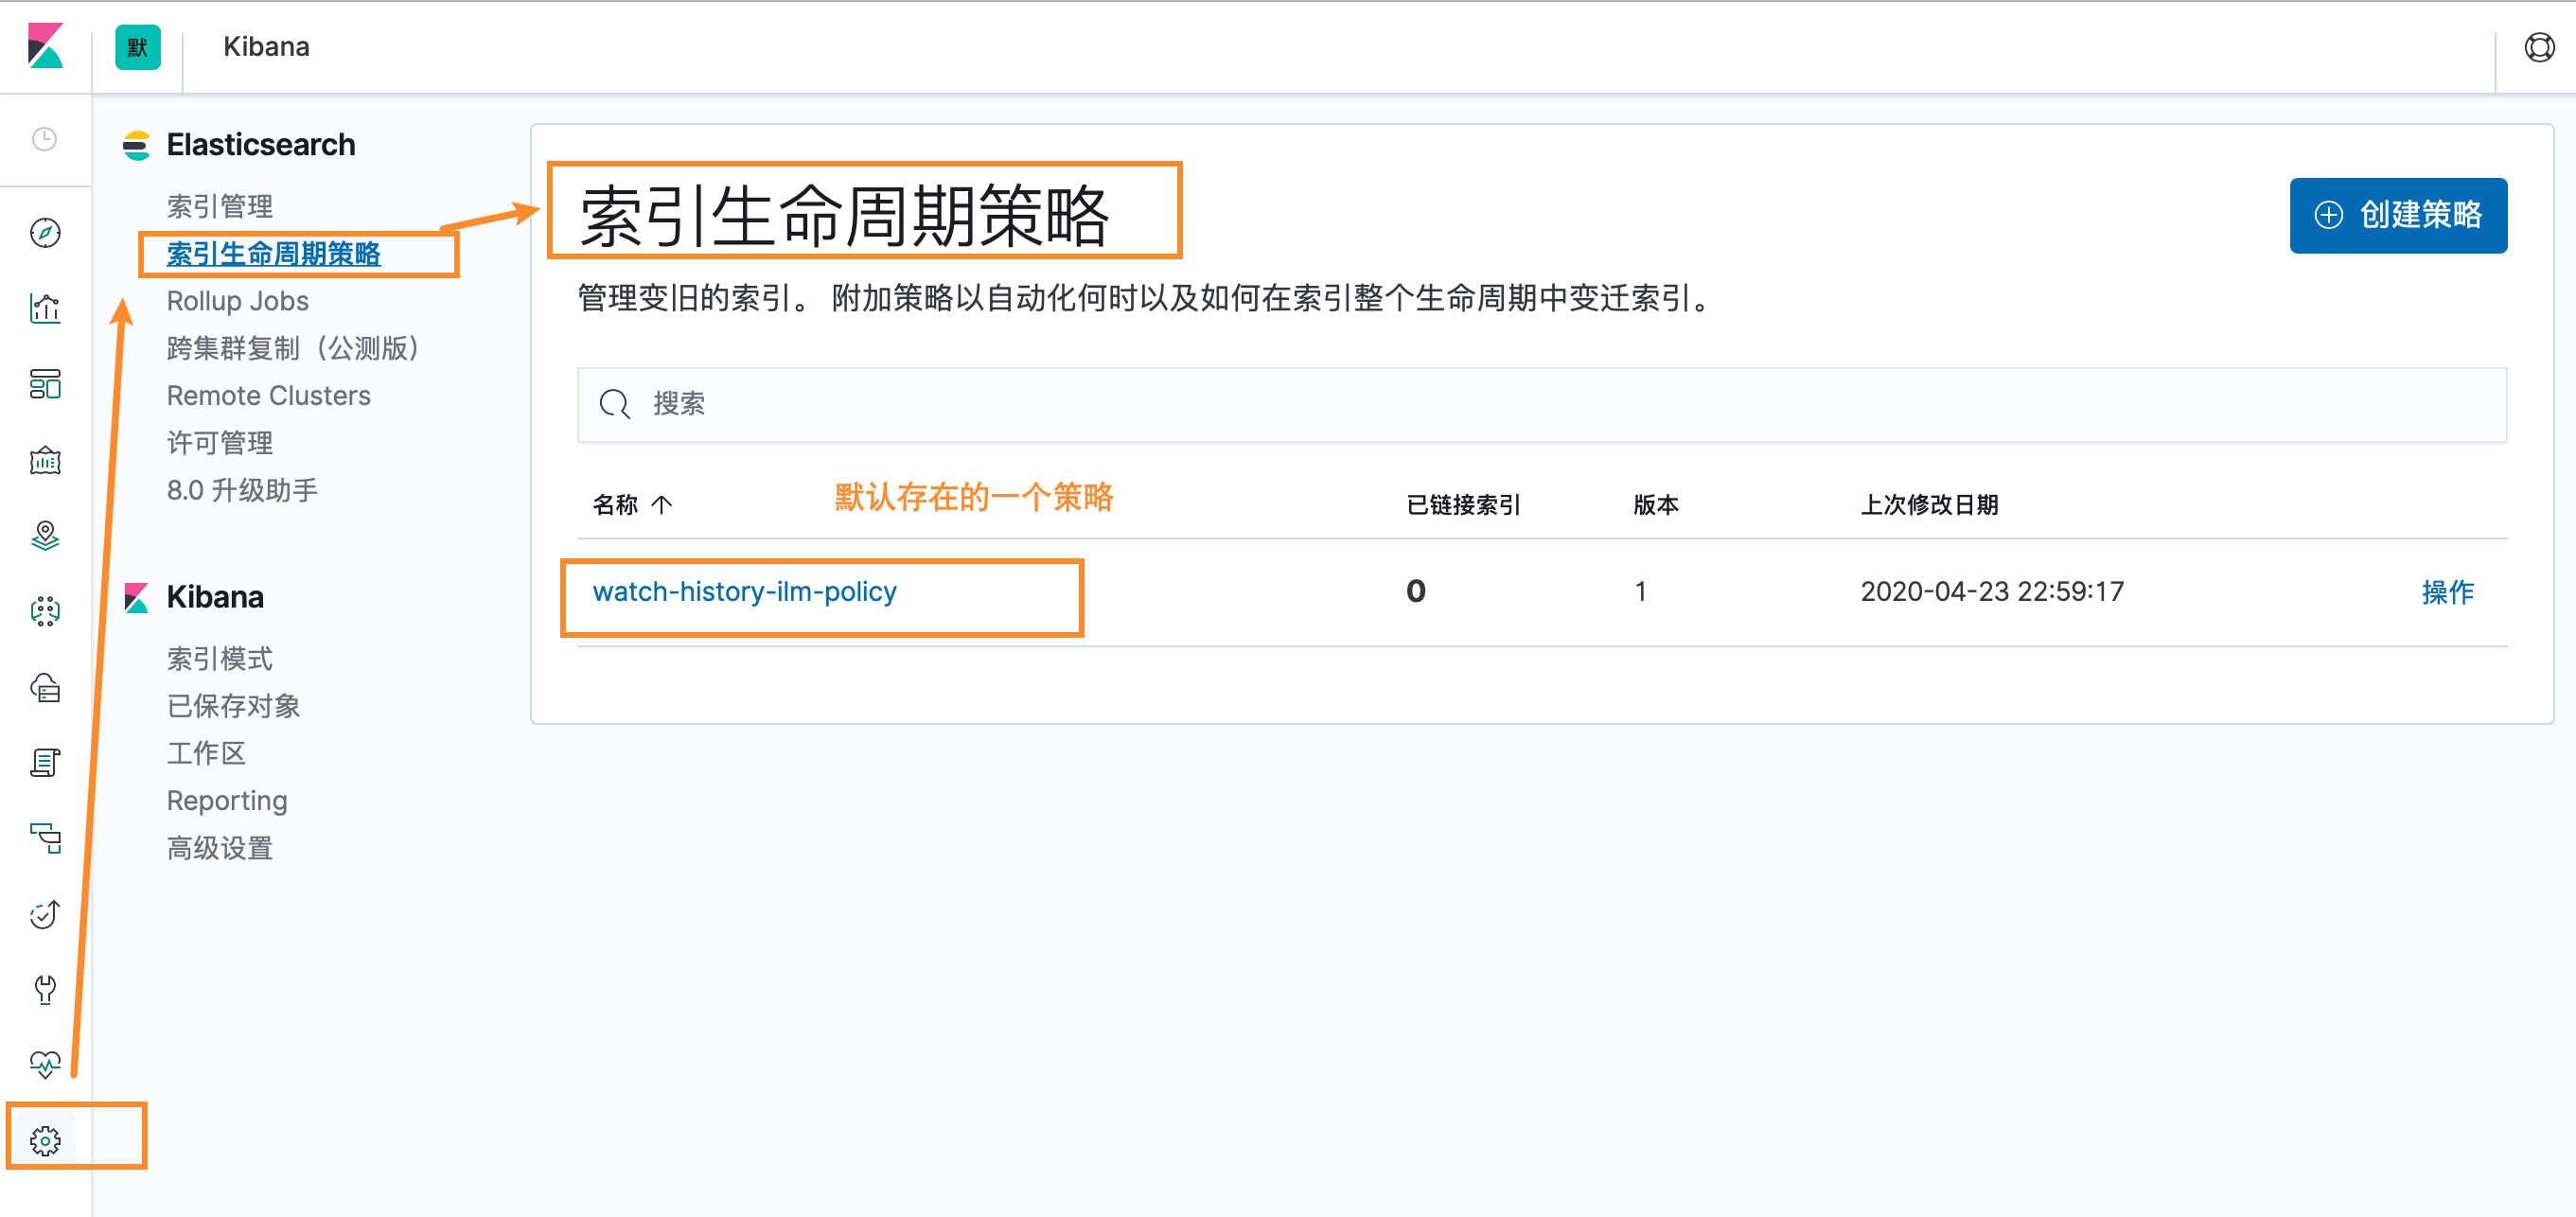 默
Kibana
Elasticsearch
索引管理
索引生命周期策略
Rollup Jobs
跨集群复制（公测版）
Remote Clusters
许可管理
8.0 升级助手
Kibana
索引模式
已保存对象
工作区
Reporting
高级设置
索引生命周期策略
创建策略
管理变旧的索引。 附加策略以自动化何时以及如何在索引整个生命周期中变迁索引。
搜索
默认存在的一个策略
名称 已链接索引 版本 上次修改日期
watch-history-ilm-policy 0 1 2020-04-23 22:59:17 操作